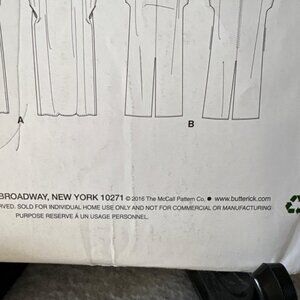 A
B
BROADWAY, NEW YORK 10271 © 2016 The McCall Pattern Co. ● www.butterick.com
RVED. SOLD FOR INDIVIDUAL HOME USE ONLY AND NOT FOR COMMERCIAL OR MANUFACTURING
PURPOSE RESERVÉ À UN USAGE PERSONNEL.